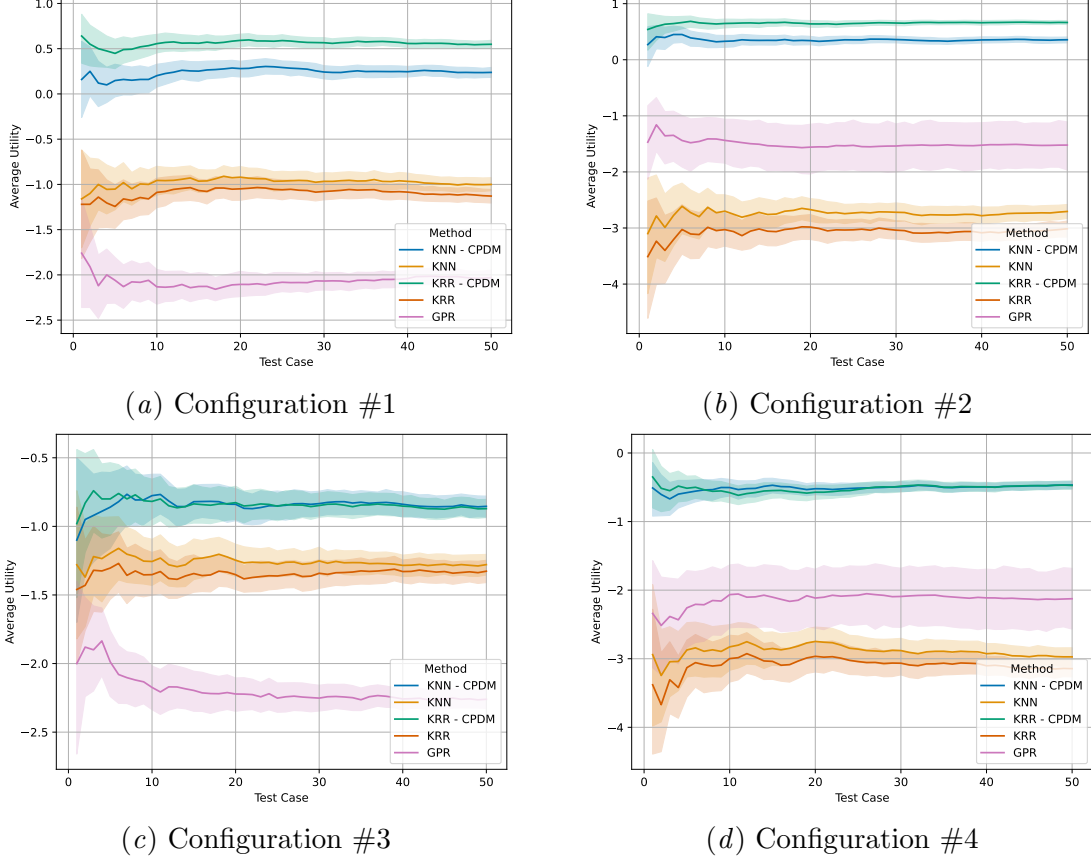 1.0
0.5
0.0
−0.5
−1.0
−1.5
−2.0
−2.5
Average Utility
0 10 20 30 40 50
Test Case
Method
KNN - CPDM
KNN
KRR - CPDM
KRR
GPR
(a) Configuration #1
1
0
−1
−2
−3
−4
Average Utility
0 10 20 30 40 50
Test Case
Method
KNN - CPDM
KNN
KRR - CPDM
KRR
GPR
(b) Configuration #2
−0.5
−1.0
−1.5
−2.0
−2.5
Average Utility
0 10 20 30 40 50
Test Case
Method
KNN - CPDM
KNN
KRR - CPDM
KRR
GPR
(c) Configuration #3
0
−1
−2
−3
−4
Average Utility
0 10 20 30 40 50
Test Case
Method
KNN - CPDM
KNN
KRR - CPDM
KRR
GPR
(d) Configuration #4